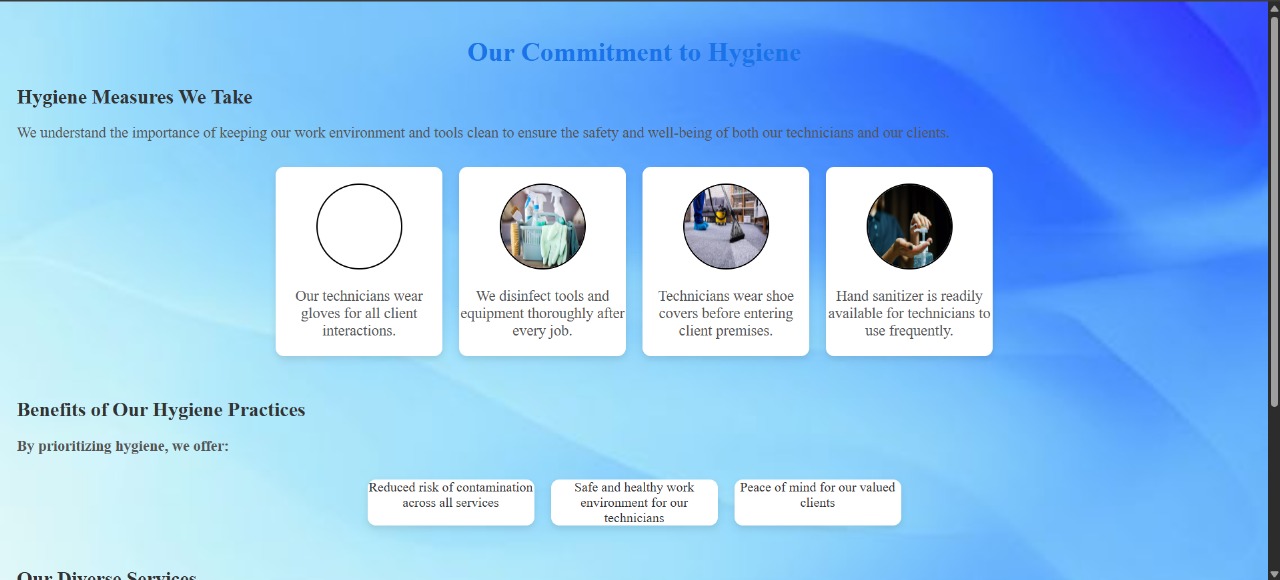 Our Commitment to Hygiene
Hygiene Measures We Take
We understand the importance of keeping our work environment and tools clean to ensure the safety and well-being of both our technicians and our clients.
Our technicians wear
gloves for all client
interactions.
We disinfect tools and
equipment thoroughly after
every job.
Technicians wear shoe
covers before entering
client premises.
Hand sanitizer is readily
available for technicians to
use frequently.
Benefits of Our Hygiene Practices
By prioritizing hygiene, we offer:
Reduced risk of contamination
across all services
Safe and healthy work
environment for our
technicians
Peace of mind for our valued
clients
Our Diverse Services